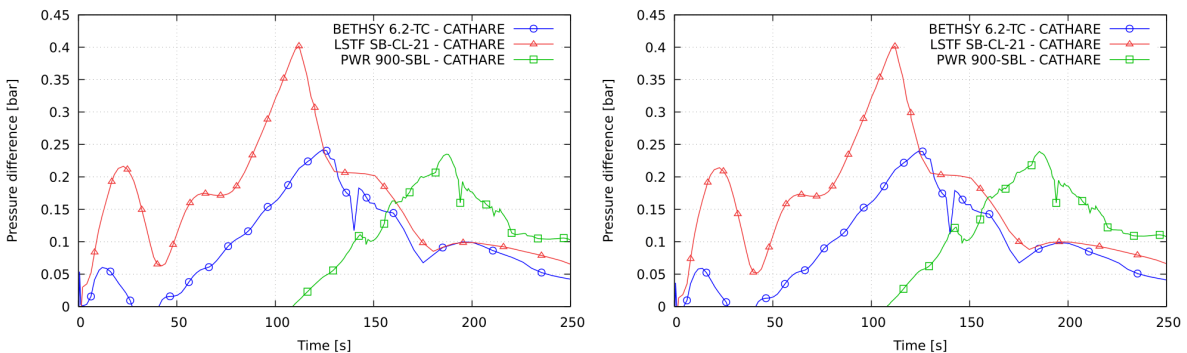 0.45
0.4
0.35
0.3
0.25
0.2
0.15
0.1
0.05
0
Pressure difference [bar]
BETHSY 6.2-TC - CATHARE
LSTF SB-CL-21 - CATHARE
PWR 900-SBL - CATHARE
0 50 100 150 200 250
Time [s]
0.45
0.4
0.35
0.3
0.25
0.2
0.15
0.1
0.05
0
Pressure difference [bar]
BETHSY 6.2-TC - CATHARE
LSTF SB-CL-21 - CATHARE
PWR 900-SBL - CATHARE
0 50 100 150 200 250
Time [s]